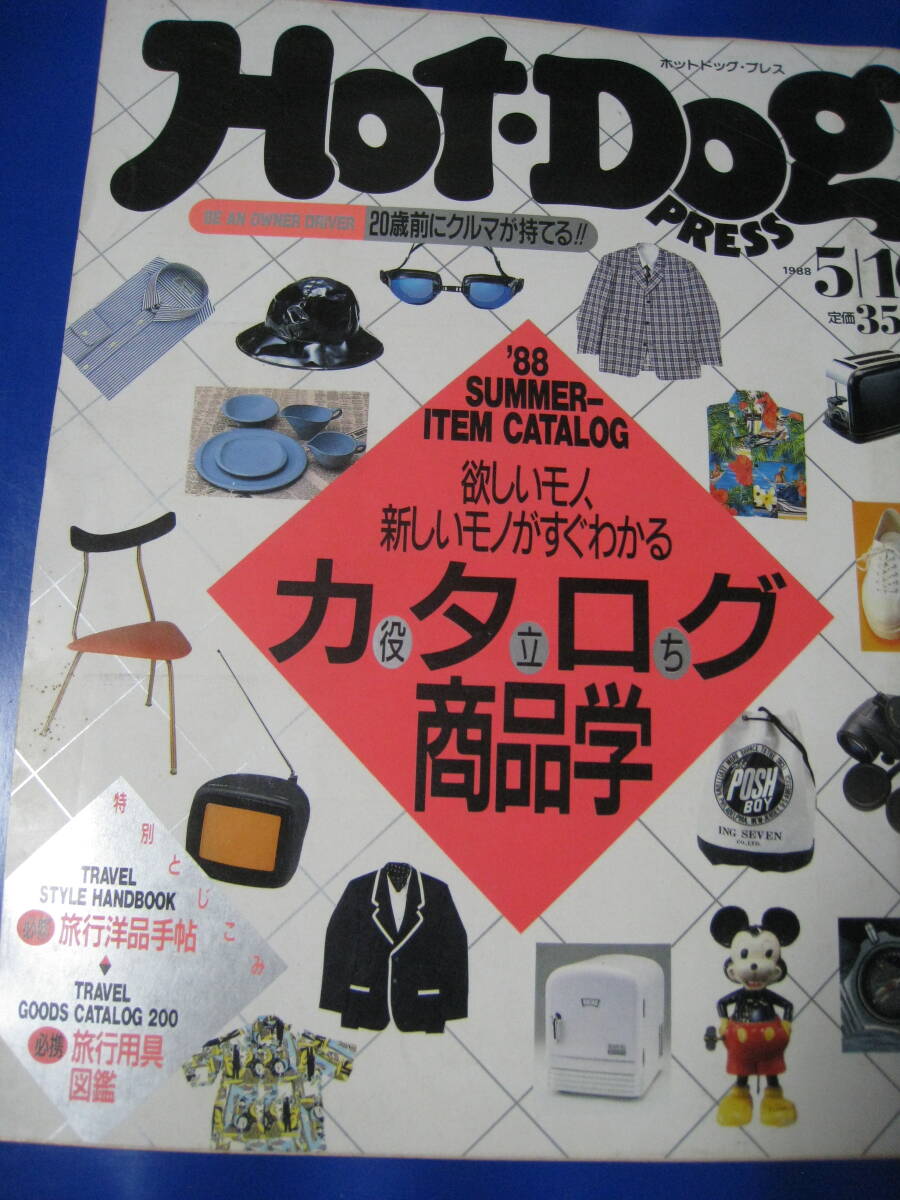 ホットドッグ・プレス
Hot·Dog
PRESS
BE AN OWNER DRIVER 20歳前にクルマが持てる!!
1988 5/10
定価35
'88
SUMMER-
ITEM CATALOG
欲しいモノ、
新しいモノがすぐわかる
カタログ
役立ち
商品学
POSH
BOY
ING SEVEN
CO.,LTD.
特別とじこみ
TRAVEL
STYLE HANDBOOK
必携 旅行洋品手帖
TRAVEL
GOODS CATALOG 200
必携 旅行用具
図鑑